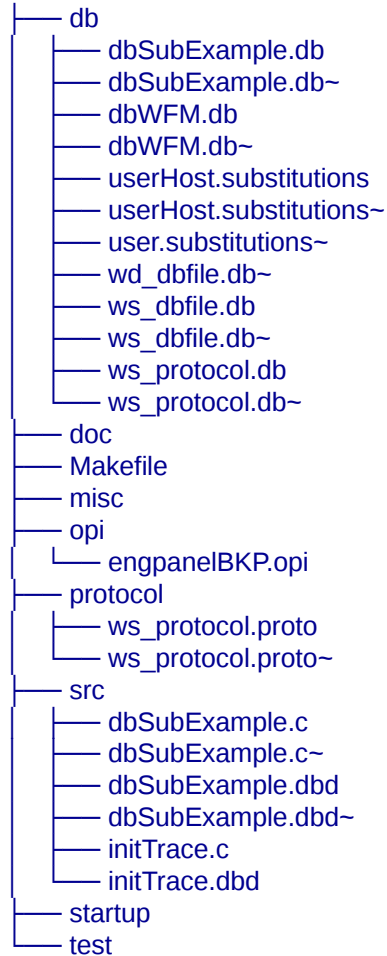 db
dbSubExample.db
dbSubExample.db~
dbWFM.db
dbWFM.db~
userHost.substitutions
userHost.substitutions~
user.substitutions~
wd_dbfile.db~
ws_dbfile.db
ws_dbfile.db~
ws_protocol.db
ws_protocol.db~
doc
Makefile
misc
opi
engpanelBKP.opi
protocol
ws_protocol.proto
ws_protocol.proto~
src
dbSubExample.c
dbSubExample.c~
dbSubExample.dbd
dbSubExample.dbd~
initTrace.c
initTrace.dbd
startup
test